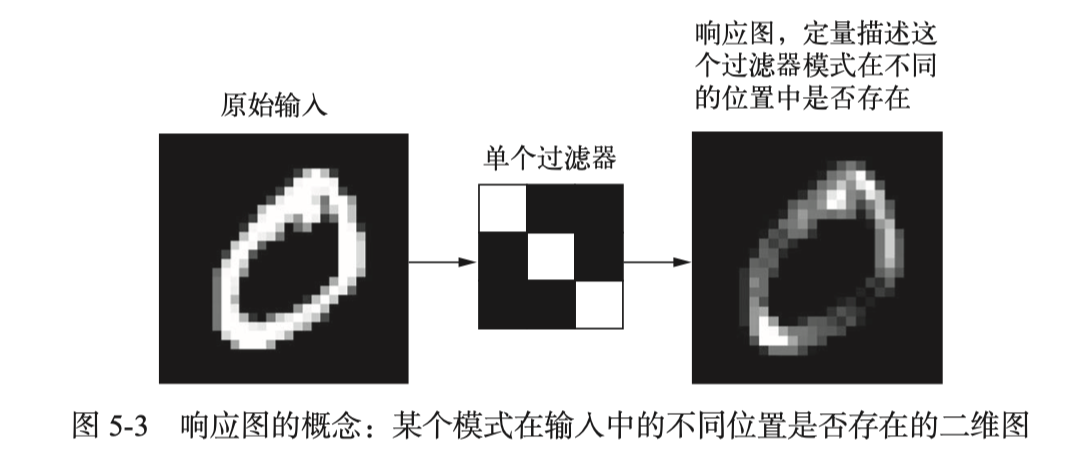 原始输入
单个过滤器
响应图，定量描述这
个过滤器模式在不同
的位置中是否存在
图 5-3　响应图的概念：某个模式在输入中的不同位置是否存在的二维图